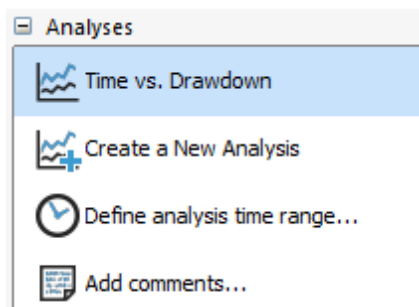 Analyses
Time vs. Drawdown
Create a New Analysis
Define analysis time range...
Add comments...